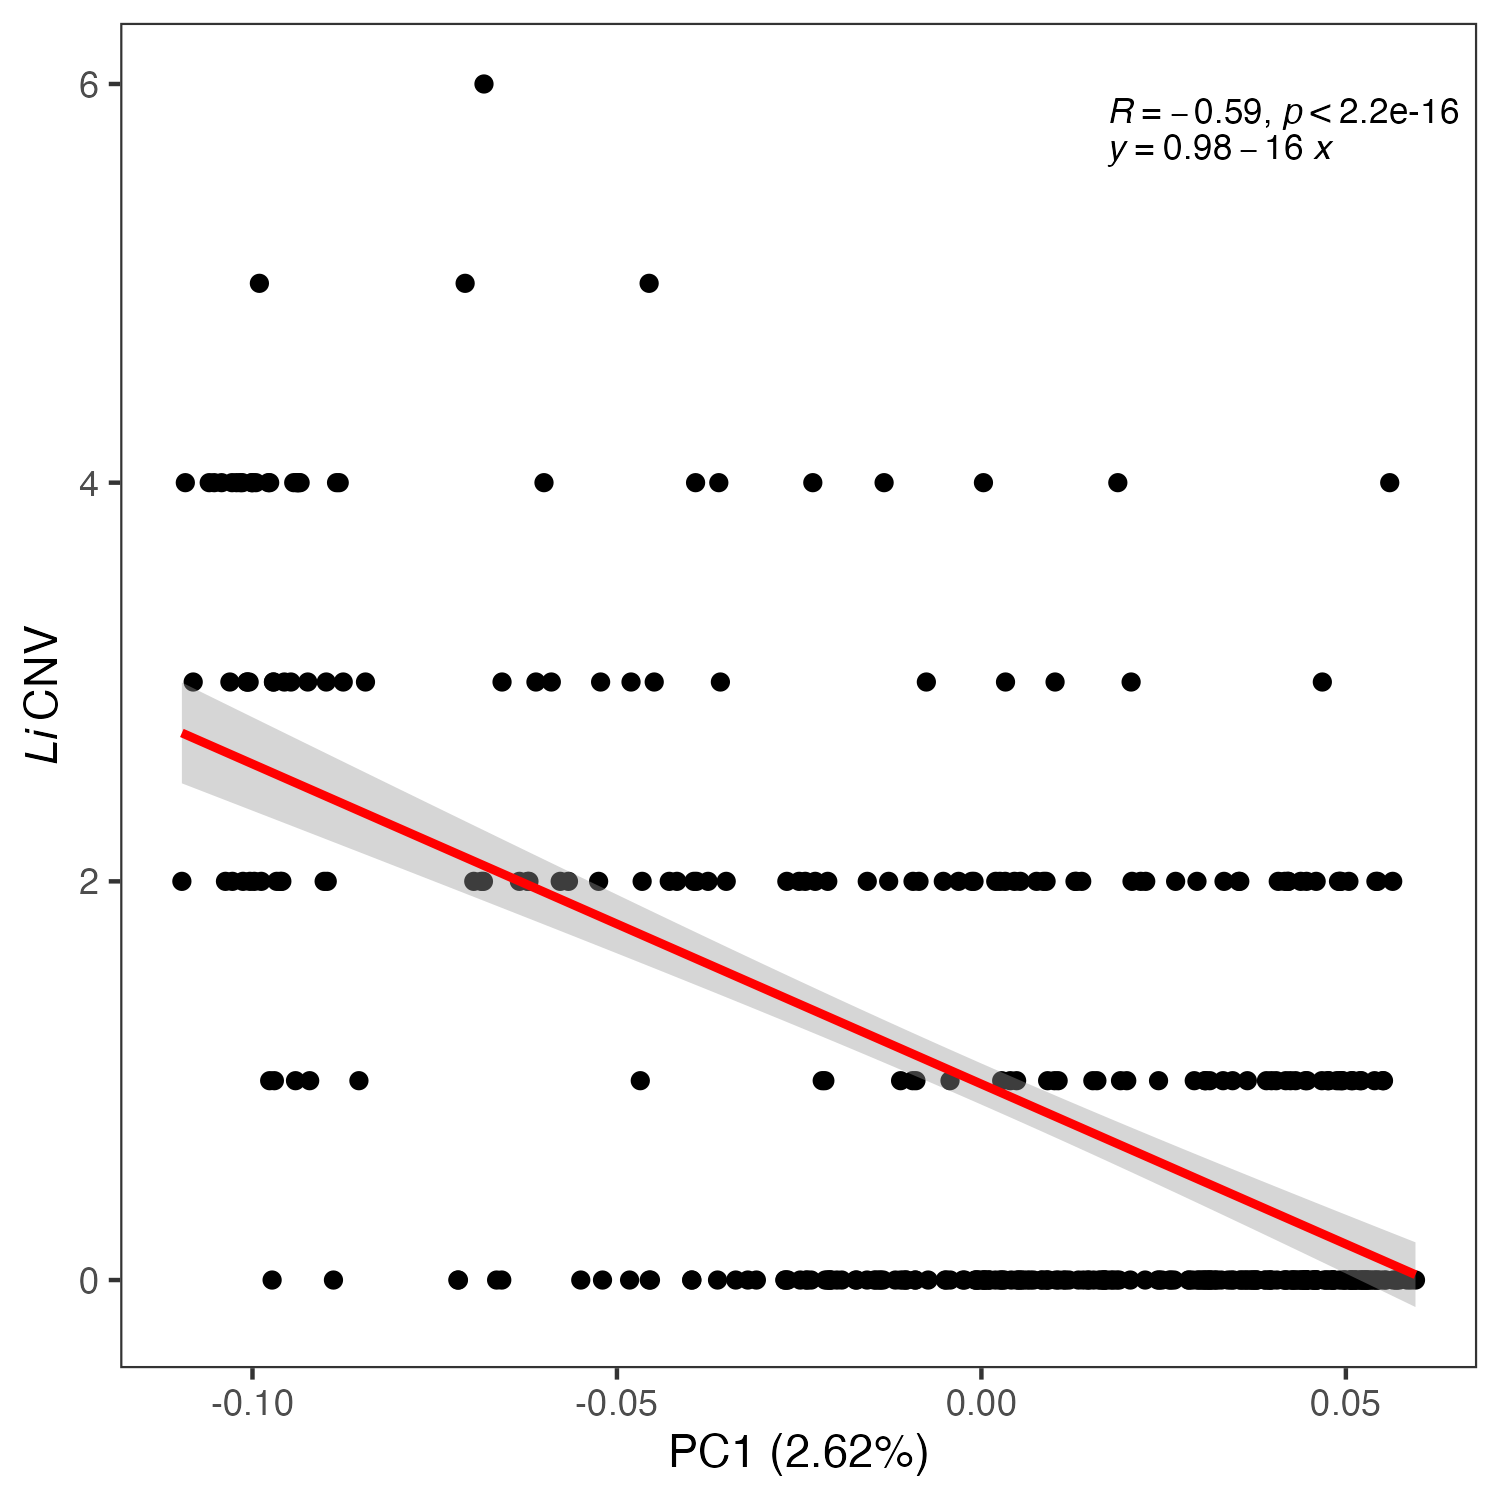 R = − 0.59, p < 2.2e-16
y = 0.98 − 16 x
6
4
2
0
Li CNV
-0.10
-0.05
0.00
0.05
PC1 (2.62%)